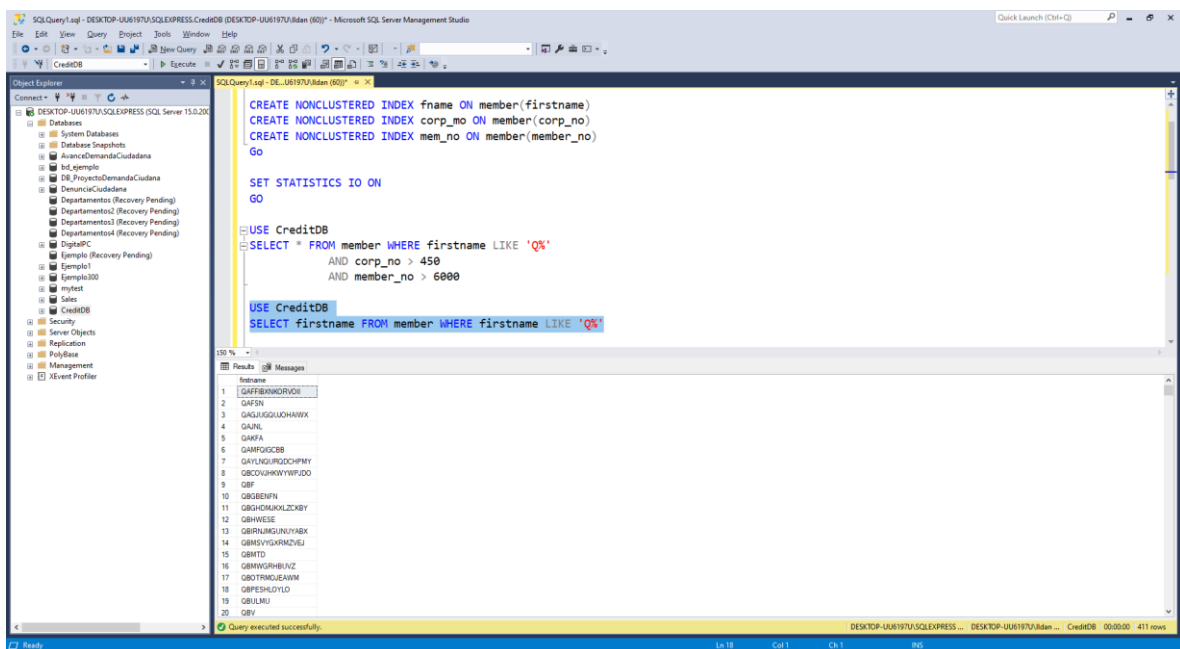 SQLQuery1.sql - DESKTOP-UU6197U\SQLEXPRESS.CreditDB (DESKTOP-UU6197U\Ildan (60))* - Microsoft SQL Server Management Studio
Quick Launch (Ctrl+Q)
File Edit View Query Project Tools Window Help
New Query
CreditDB
Execute
Object Explorer
SQLQuery1.sql - DE...UU6197U\Ildan (60))*
Connect
DESKTOP-UU6197U\SQLEXPRESS (SQL Server 15.0.200
Databases
System Databases
Database Snapshots
AvanceDemandaCiudadana
bd_ejemplo
DB_ProyectoDemandaCiudana
DenunciaCiudadana
Departamentos (Recovery Pending)
Departamentos2 (Recovery Pending)
Departamentos3 (Recovery Pending)
Departamentos4 (Recovery Pending)
DigitalPC
Ejemplo (Recovery Pending)
Ejemplo1
Ejemplo300
mytest
Sales
CreditDB
Security
Server Objects
Replication
PolyBase
Management
XEvent Profiler
CREATE NONCLUSTERED INDEX fname ON member(firstname)
CREATE NONCLUSTERED INDEX corp_mo ON member(corp_no)
CREATE NONCLUSTERED INDEX mem_no ON member(member_no)
Go
SET STATISTICS IO ON
GO
USE CreditDB
SELECT * FROM member WHERE firstname LIKE 'Q%'
AND corp_no > 450
AND member_no > 6000
USE CreditDB
SELECT firstname FROM member WHERE firstname LIKE 'Q%'
150 %
Results Messages
firstname
1 QAFFIBXNKORVOII
2 QAFSN
3 QAGJUGQLUOHAIWX
4 QAJNL
5 QAKFA
6 QAMFQIGCBB
7 QAYLNQURQDCHPMY
8 QBCOVJHKWYWPJDO
9 QBF
10 QBGBENFN
11 QBGHDMJKXLZCKBY
12 QBHWESE
13 QBIRNJMGUNUYABX
14 QBMSVYGXRMZVEJ
15 QBMTD
16 QBMWGRHBUVZ
17 QBOTRMOJEAWM
18 QBPESHLOYLO
19 QBULMU
20 QBV
Query executed successfully.
DESKTOP-UU6197U\SQLEXPRESS ... DESKTOP-UU6197U\Ildan ... CreditDB 00:00:00 411 rows
Ready
Ln 18 Col 1 Ch 1 INS